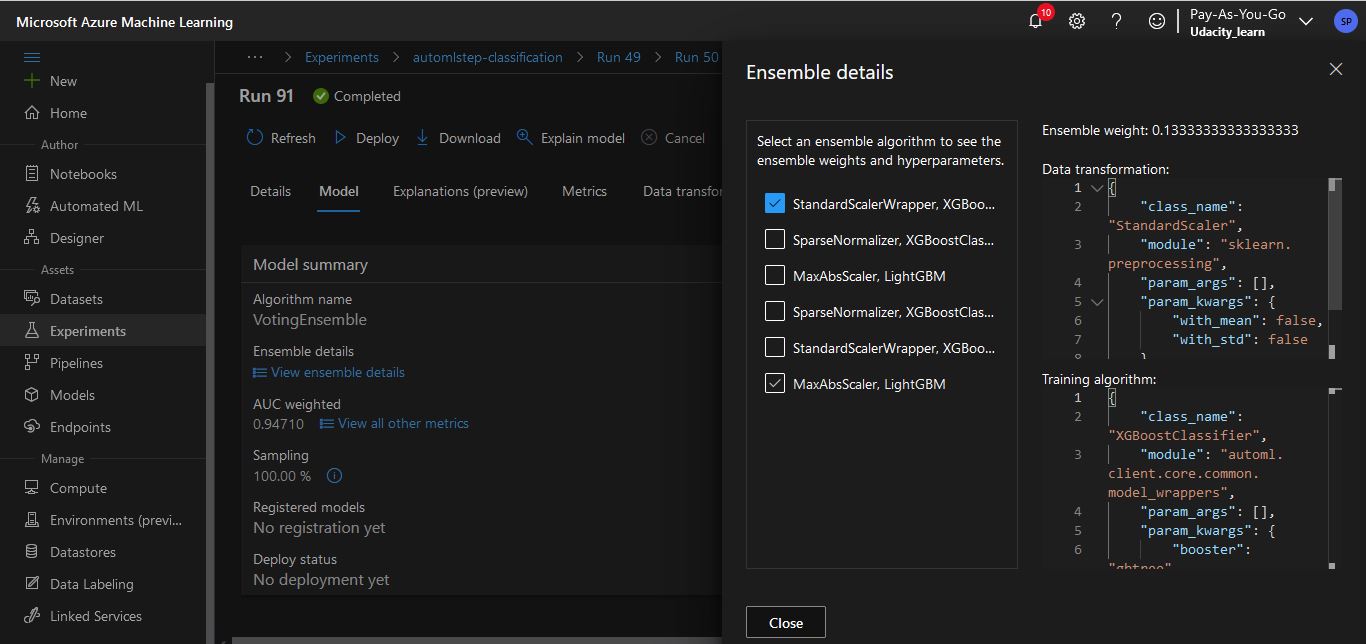 Microsoft Azure Machine Learning
10
Pay-As-You-Go
Udacity_learn
SP
New
Home
Author
Notebooks
Automated ML
Designer
Assets
Datasets
Experiments
Pipelines
Models
Endpoints
Manage
Compute
Environments (previ...
Datastores
Data Labeling
Linked Services
... > Experiments > automlstep-classification > Run 49 > Run 50
Run 91 Completed
Refresh Deploy Download Explain model Cancel
Details Model Explanations (preview) Metrics Data transfor
Model summary
Algorithm name
VotingEnsemble
Ensemble details
View ensemble details
AUC weighted
0.94710 View all other metrics
Sampling
100.00 %
Registered models
No registration yet
Deploy status
No deployment yet
Ensemble details
Select an ensemble algorithm to see the
ensemble weights and hyperparameters.
StandardScalerWrapper, XGBoo...
SparseNormalizer, XGBoostClas...
MaxAbsScaler, LightGBM
SparseNormalizer, XGBoostClas...
StandardScalerWrapper, XGBoo...
MaxAbsScaler, LightGBM
Ensemble weight: 0.13333333333333333
Data transformation:
1 {
2 "class_name":
"StandardScaler",
3 "module": "sklearn.
preprocessing",
4 "param_args": [],
5 "param_kwargs": {
6 "with_mean": false,
7 "with_std": false
8 }
Training algorithm:
1 {
2 "class_name":
"XGBoostClassifier",
3 "module": "automl.
client.core.common.
model_wrappers",
4 "param_args": [],
5 "param_kwargs": {
6 "booster":
"gbtree"
Close